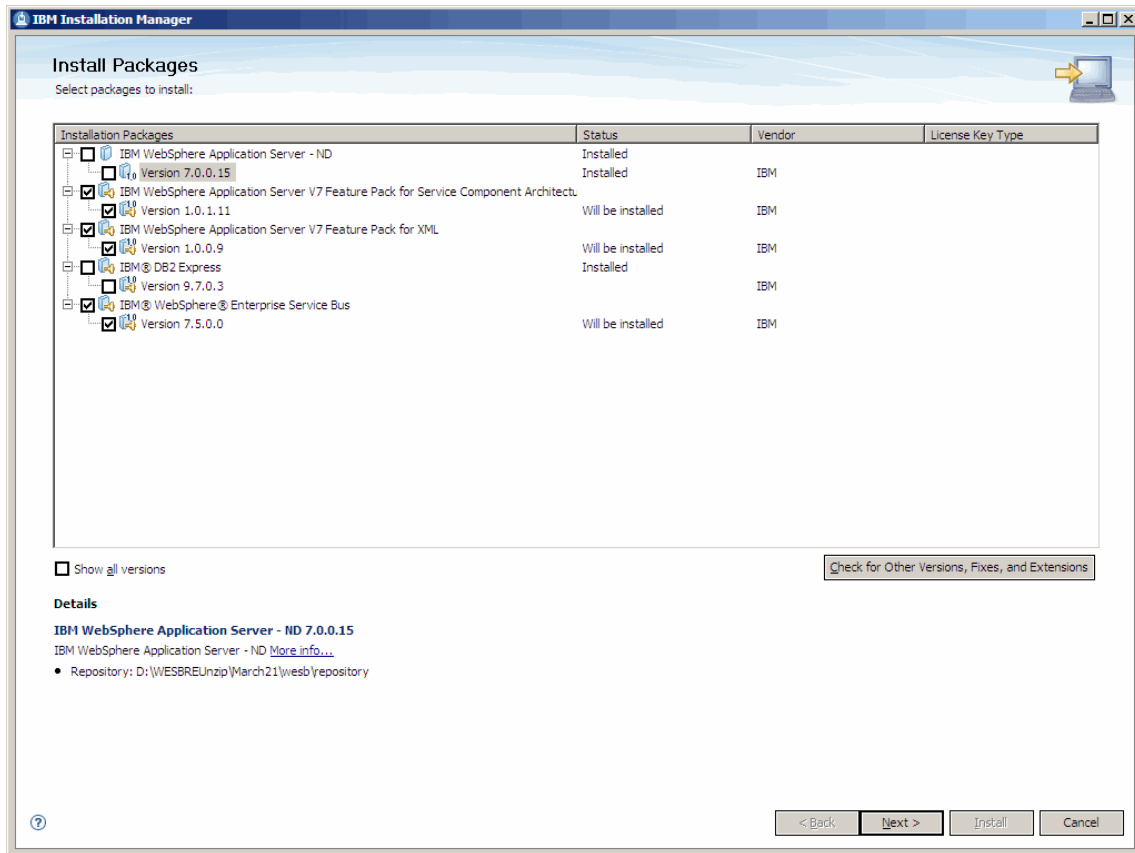 IBM Installation Manager
Install Packages
Select packages to install:
Installation Packages Status Vendor License Key Type
IBM WebSphere Application Server - ND Installed
Version 7.0.0.15 Installed IBM
IBM WebSphere Application Server V7 Feature Pack for Service Component Architectu
Version 1.0.1.11 Will be installed IBM
IBM WebSphere Application Server V7 Feature Pack for XML
Version 1.0.0.9 Will be installed IBM
IBM® DB2 Express Installed
Version 9.7.0.3 IBM
IBM® WebSphere® Enterprise Service Bus
Version 7.5.0.0 Will be installed IBM
Show all versions Check for Other Versions, Fixes, and Extensions
Details
IBM WebSphere Application Server - ND 7.0.0.15
IBM WebSphere Application Server - ND More info...
• Repository: D:\WESBREUnzip\March21\wesb\repository
? < Back Next > Install Cancel